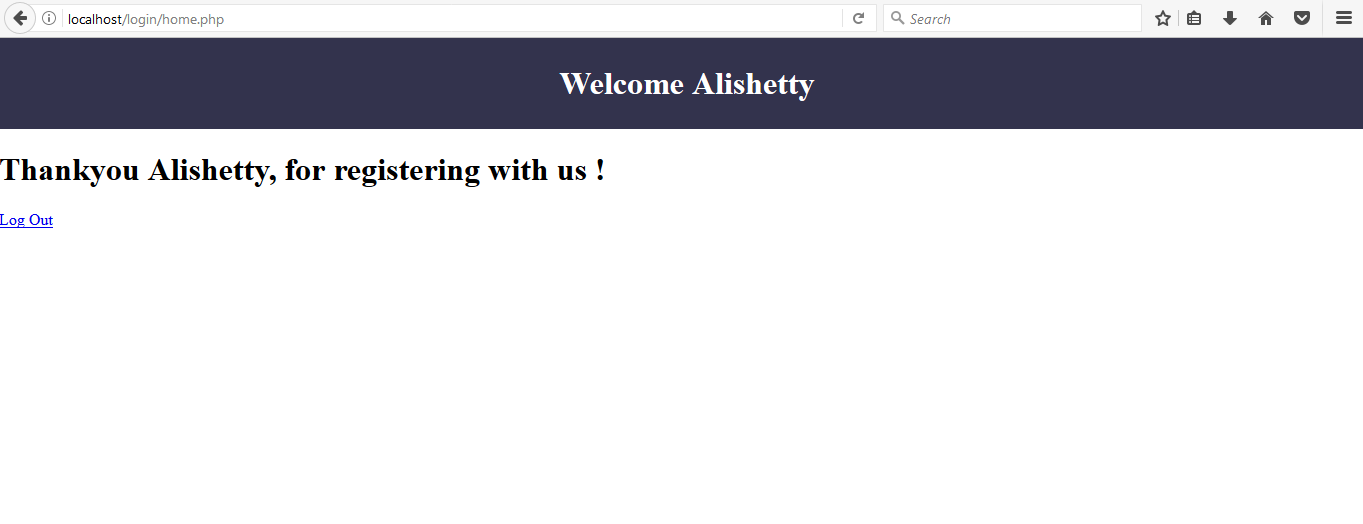 localhost/login/home.php
Search
Welcome Alishetty
Thankyou Alishetty, for registering with us !
Log Out